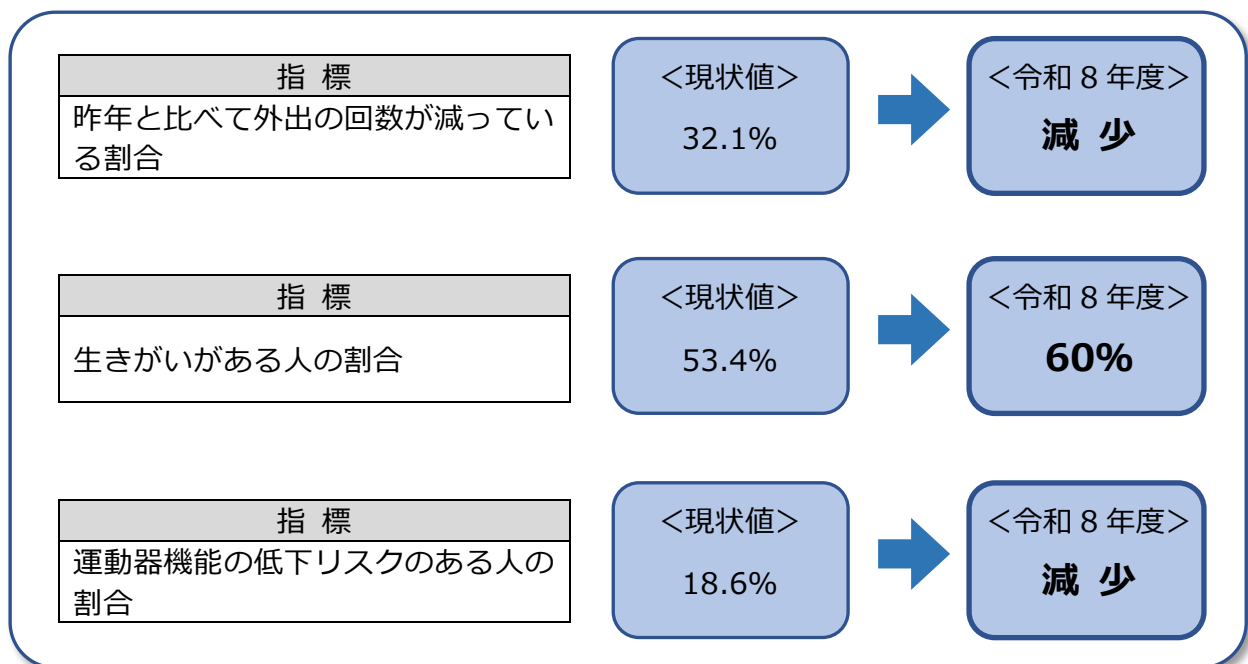 指 標
昨年と比べて外出の回数が減ってい
る割合
＜現状値＞
32.1%
＜令和 8 年度＞
減 少
指 標
生きがいがある人の割合
＜現状値＞
53.4%
＜令和 8 年度＞
60%
指 標
運動器機能の低下リスクのある人の
割合
＜現状値＞
18.6%
＜令和 8 年度＞
減 少